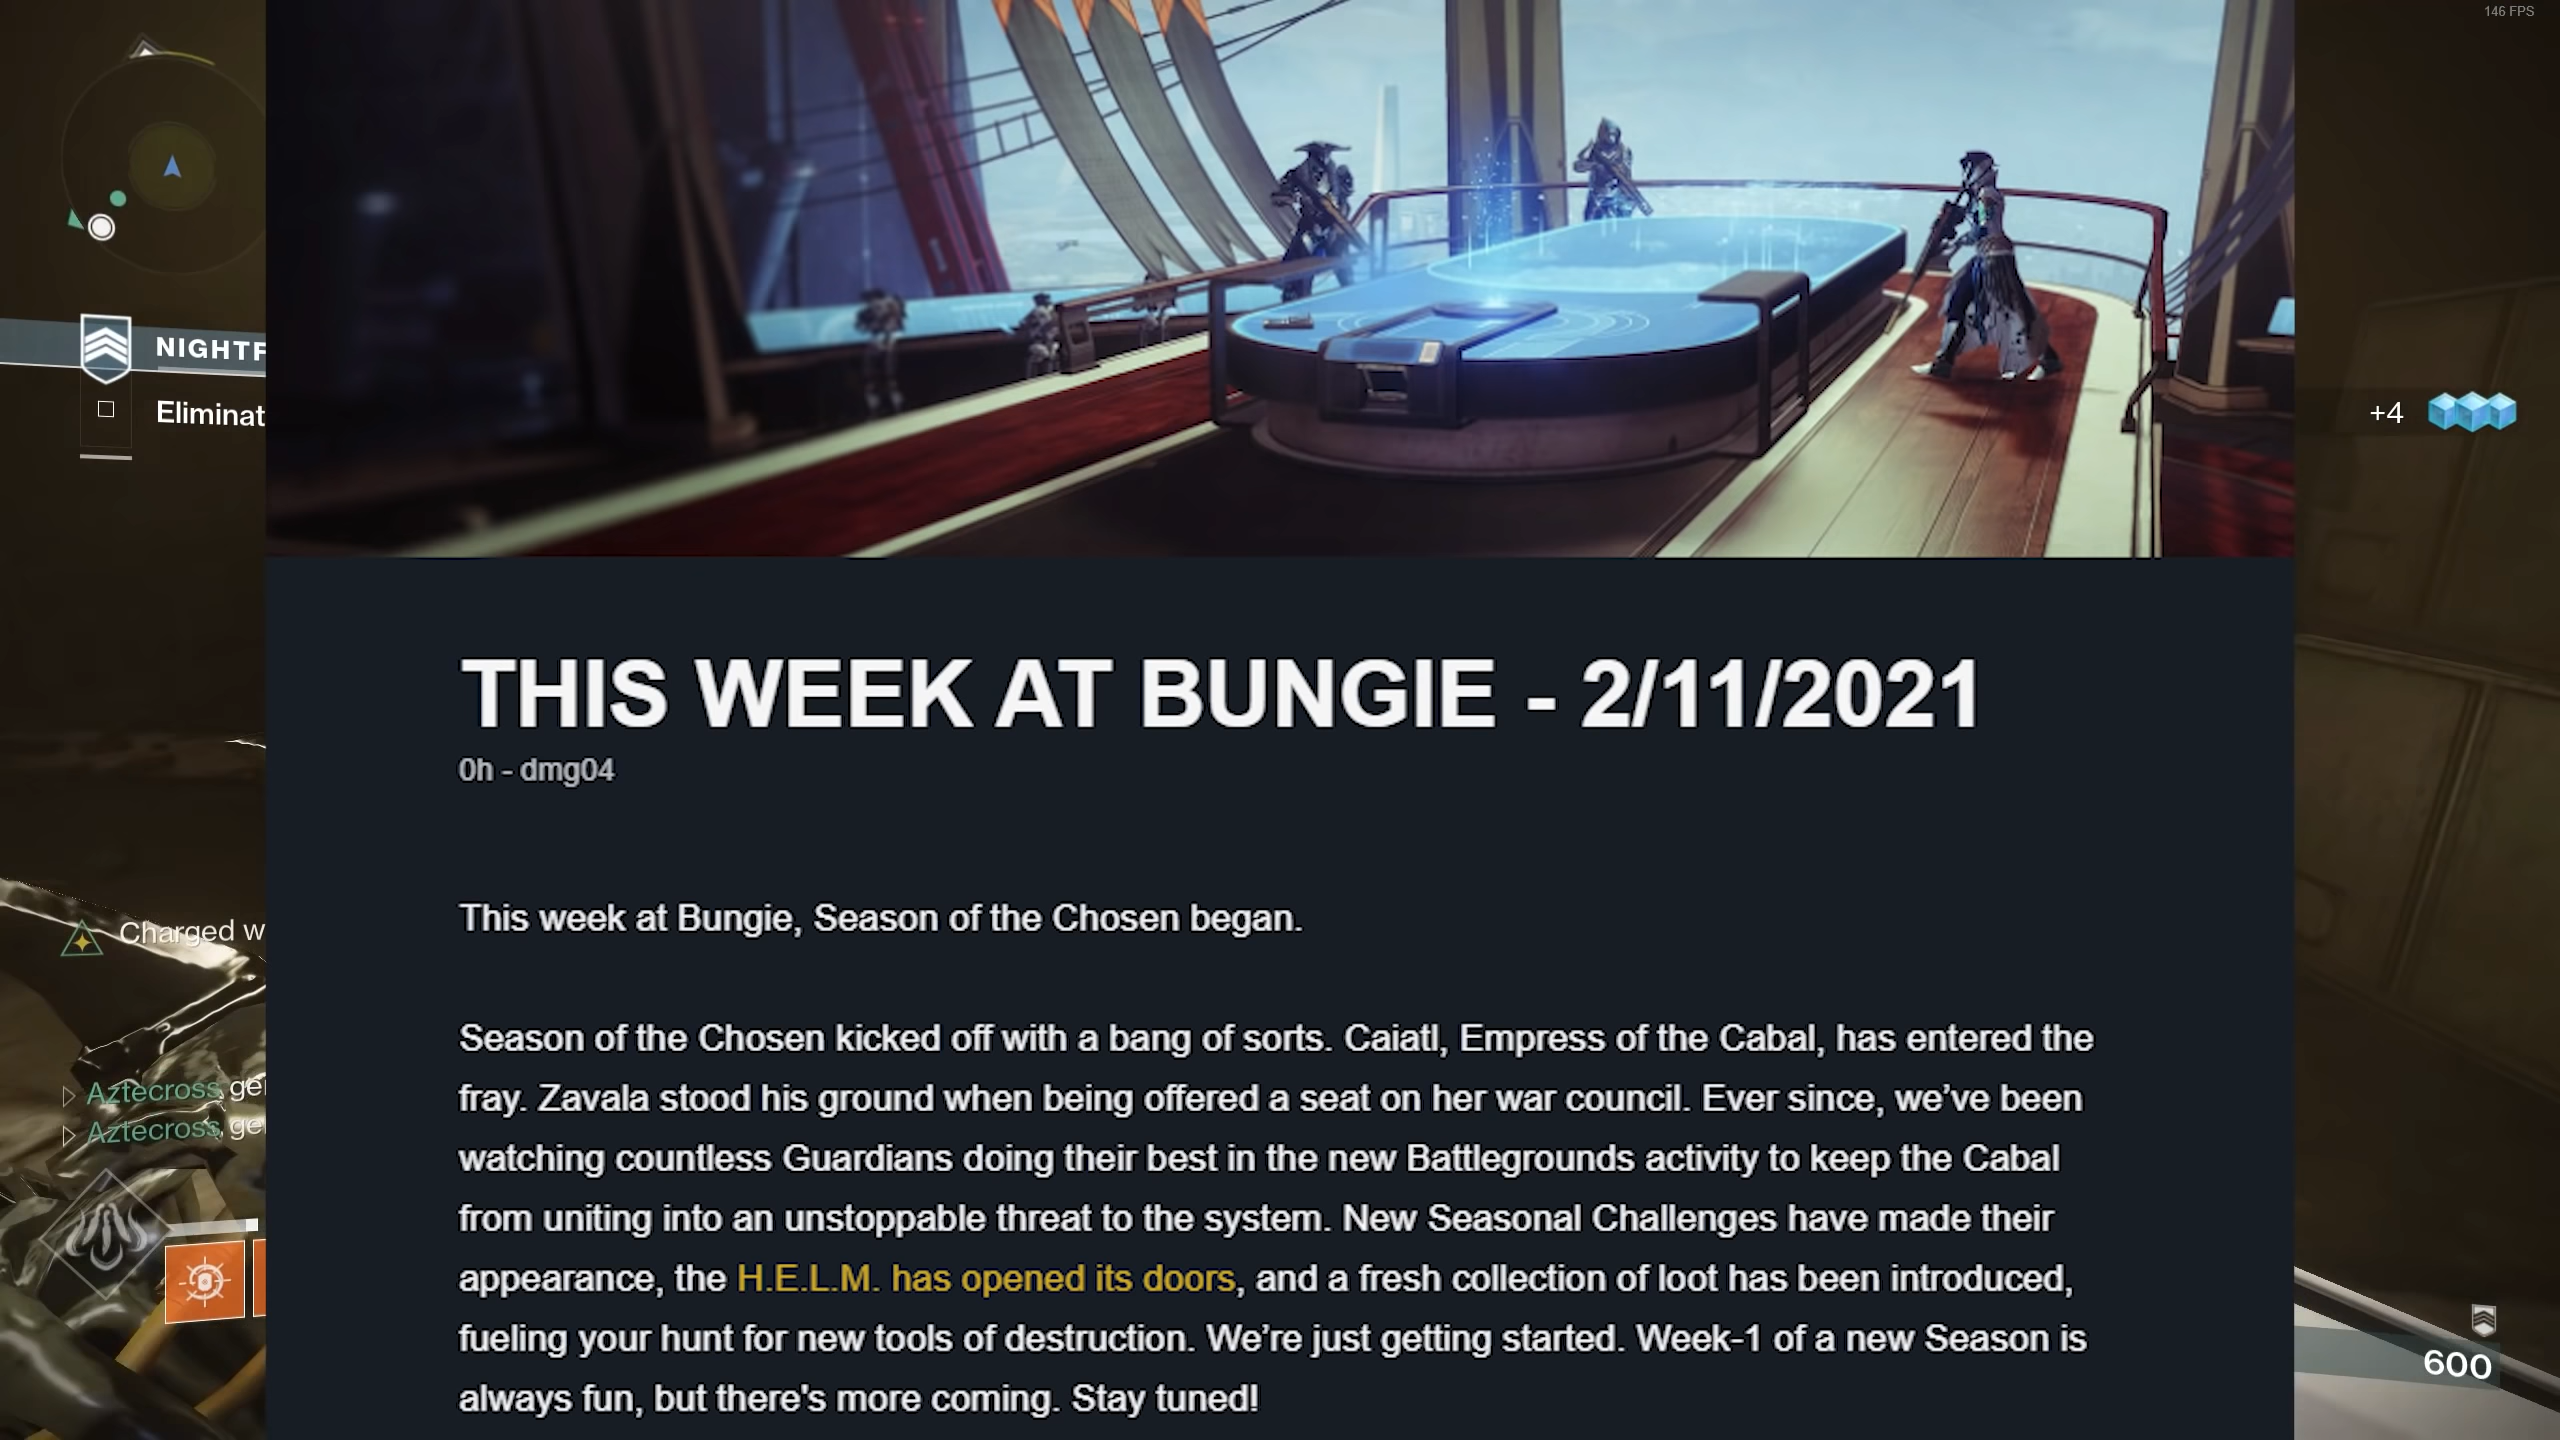 146 FPS
NIGHTF
Eliminat
+4
THIS WEEK AT BUNGIE - 2/11/2021
0h - dmg04
This week at Bungie, Season of the Chosen began.
Season of the Chosen kicked off with a bang of sorts. Caiatl, Empress of the Cabal, has entered the
fray. Zavala stood his ground when being offered a seat on her war council. Ever since, we’ve been
watching countless Guardians doing their best in the new Battlegrounds activity to keep the Cabal
from uniting into an unstoppable threat to the system. New Seasonal Challenges have made their
appearance, the H.E.L.M. has opened its doors, and a fresh collection of loot has been introduced,
fueling your hunt for new tools of destruction. We’re just getting started. Week-1 of a new Season is
always fun, but there's more coming. Stay tuned!
Charged w
Aztecross ge
Aztecross ge
600